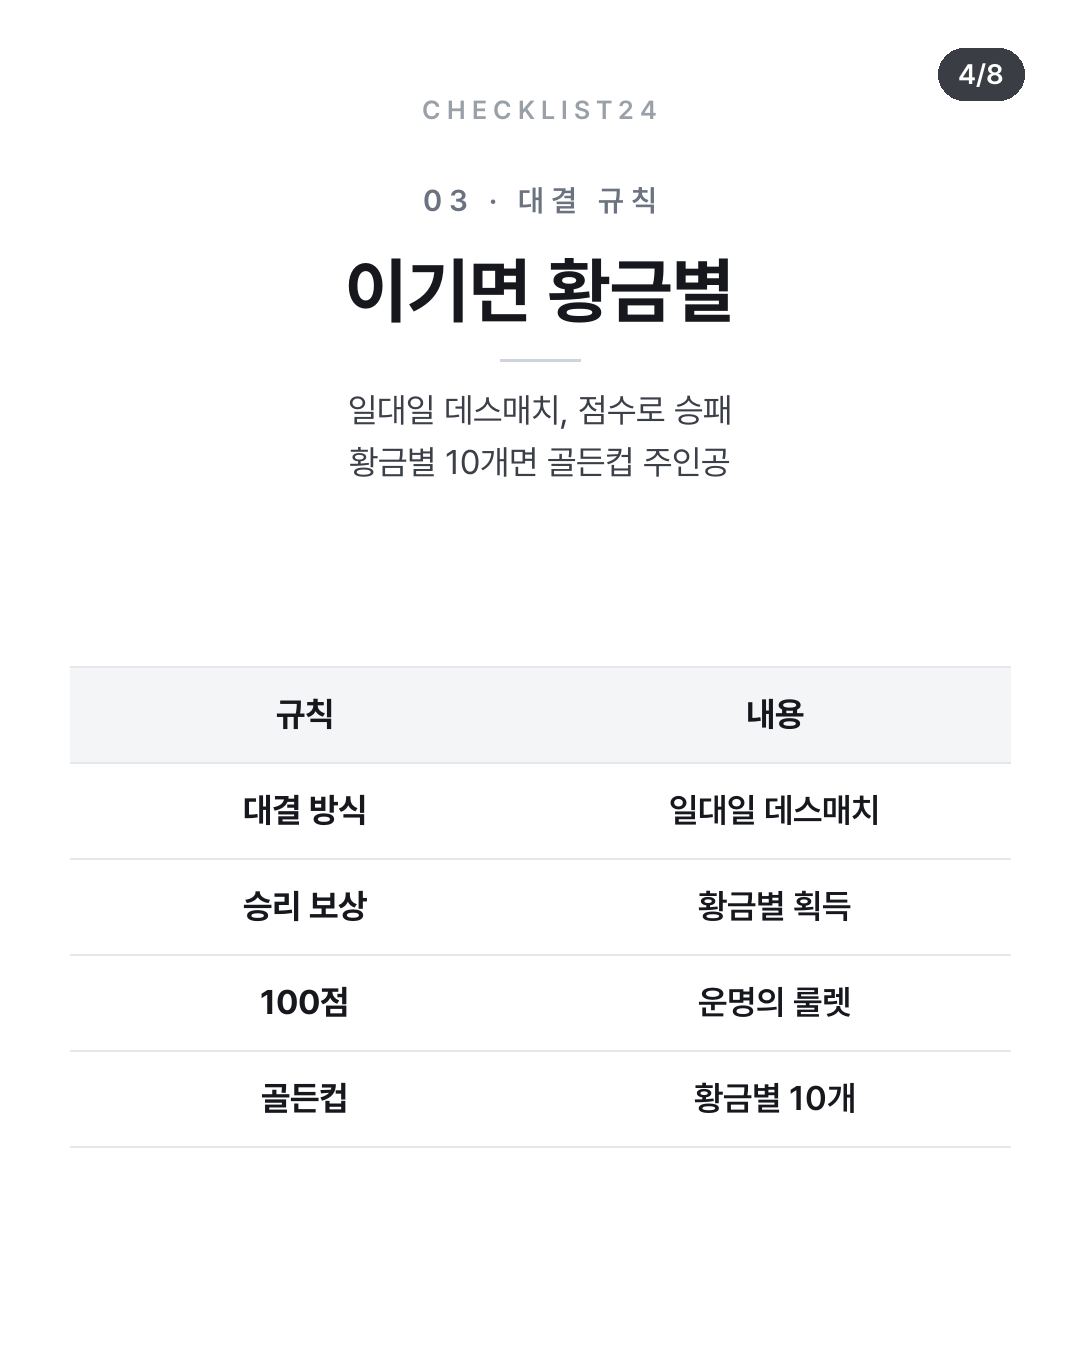 4/8
CHECKLIST24
03 · 대결 규칙
이기면 황금별
일대일 데스매치, 점수로 승패
황금별 10개면 골든컵 주인공
규칙 내용
대결 방식 일대일 데스매치
승리 보상 황금별 획득
100점 운명의 룰렛
골든컵 황금별 10개